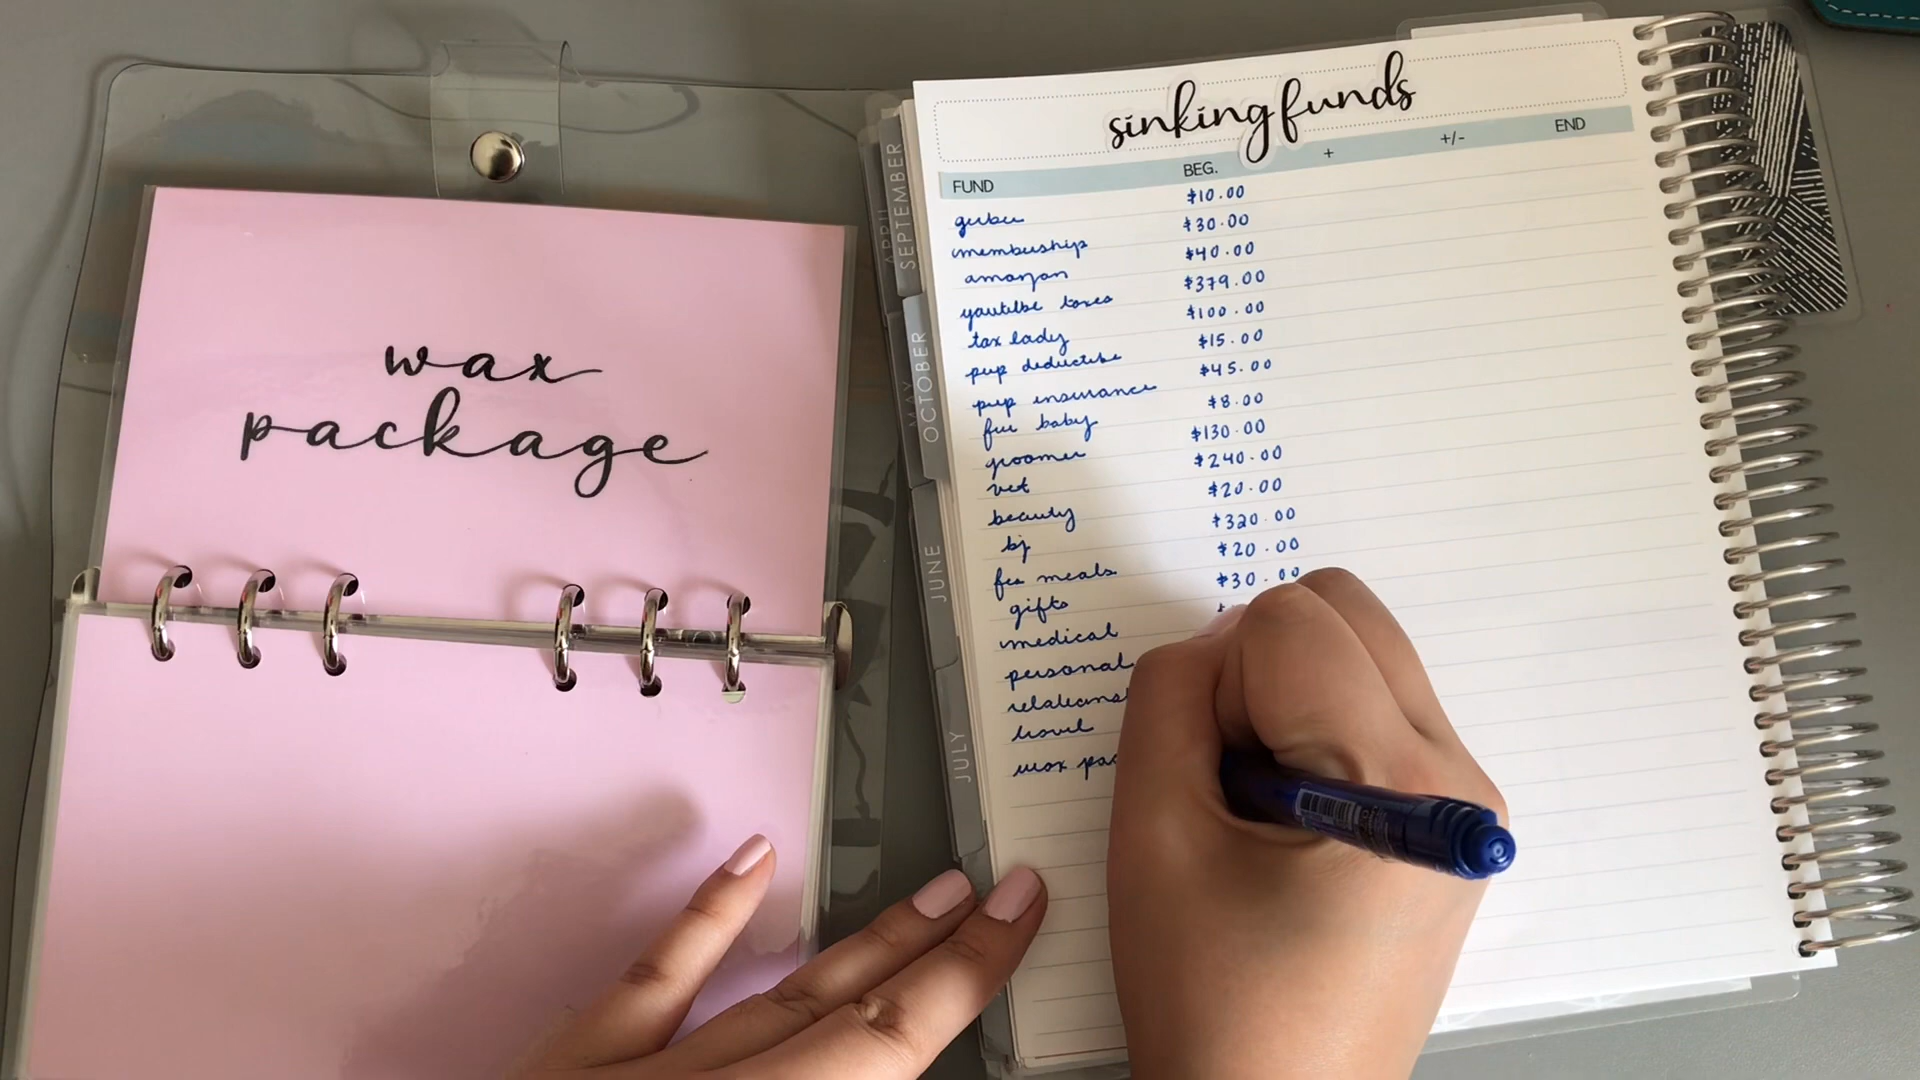 wax
package
sinking funds
FUND BEG. + +/- END
gerber $10.00
membership $30.00
amazon $40.00
youtube taxes $379.00
tax lady $100.00
pup deductible $15.00
pup insurance $45.00
fur baby $8.00
groomer $130.00
vet $240.00
beauty $20.00
bj $320.00
meals $20.00
gifts $30.00
medical
personal
travel
wax
APRIL
SEPTEMBER
MAY
OCTOBER
JUNE
JULY